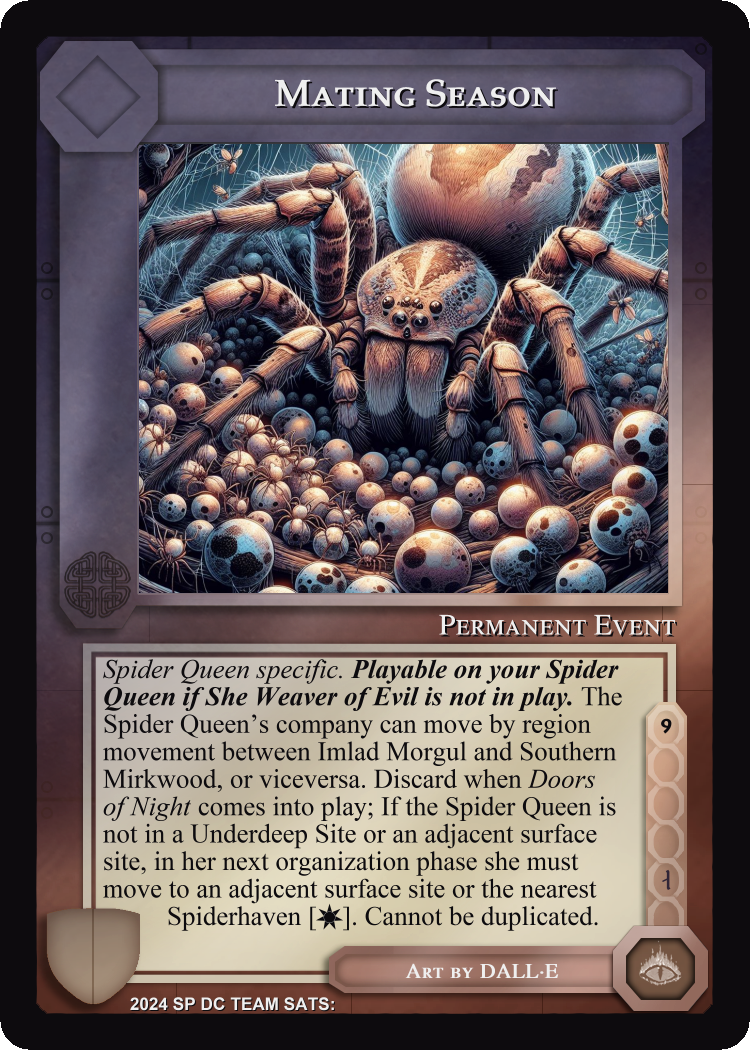 Mating Season
Permanent Event
Spider Queen specific. Playable on your Spider
Queen if She Weaver of Evil is not in play. The
Spider Queen's company can move by region
movement between Imlad Morgul and Southern
Mirkwood, or viceversa. Discard when Doors
of Night comes into play; If the Spider Queen is
not in a Underdeep Site or an adjacent surface
site, in her next organization phase she must
move to an adjacent surface site or the nearest
Spiderhaven [☀]. Cannot be duplicated.
9
Art by DALL·E
2024 SP DC TEAM SATS: